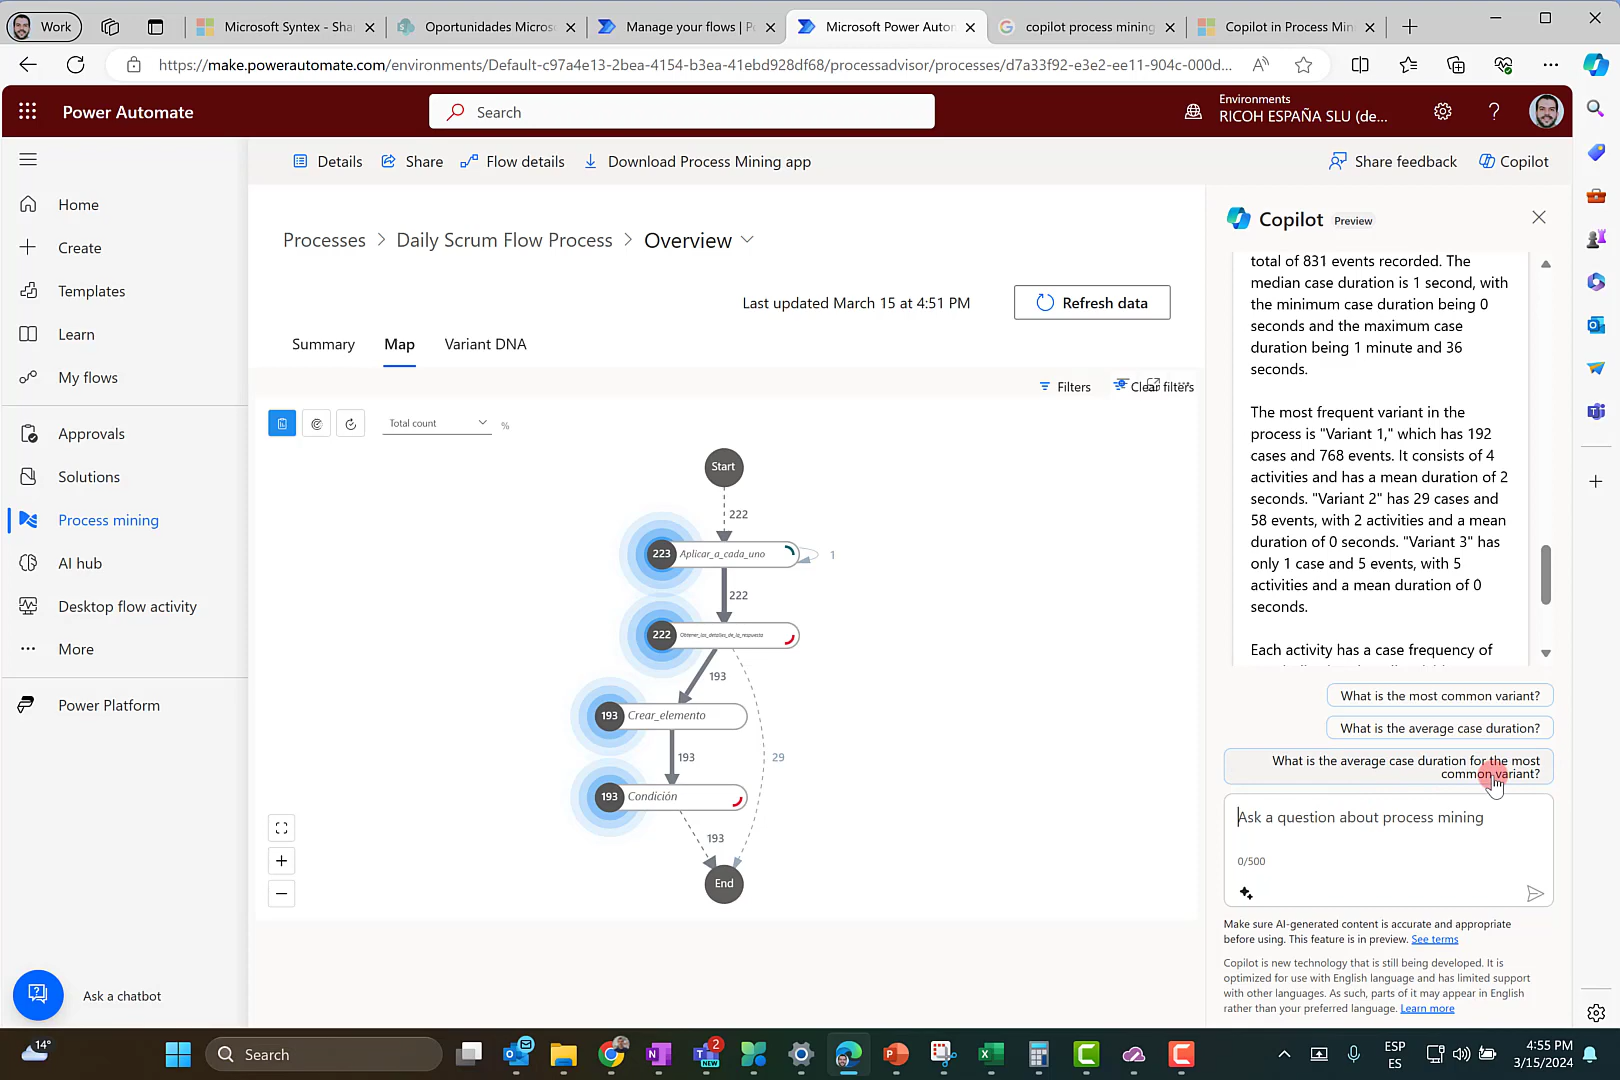 Work
Microsoft Syntex - Sha
Oportunidades Microso
Manage your flows | Po
Microsoft Power Autom
copilot process mining
Copilot in Process Min
https://make.powerautomate.com/environments/Default-c97a4e13-2bea-4154-b3ea-41ebd928df68/processadvisor/processes/d7a33f92-e3e2-ee11-904c-000d...
Power Automate
Search
Environments
RICOH ESPAÑA SLU (de...
Details
Share
Flow details
Download Process Mining app
Share feedback
Copilot
Home
Create
Templates
Learn
My flows
Approvals
Solutions
Process mining
AI hub
Desktop flow activity
More
Power Platform
Ask a chatbot
Processes > Daily Scrum Flow Process > Overview
Last updated March 15 at 4:51 PM
Refresh data
Summary
Map
Variant DNA
Filters
Clear filters
Total count
%
Start
222
223 Aplicar_a_cada_uno
1
222
222 Obtener_los_detalles_de_la_respuesta
193
193 Crear_elemento
193
29
193 Condición
193
End
Copilot Preview
total of 831 events recorded. The
median case duration is 1 second, with
the minimum case duration being 0
seconds and the maximum case
duration being 1 minute and 36
seconds.
The most frequent variant in the
process is "Variant 1," which has 192
cases and 768 events. It consists of 4
activities and has a mean duration of 2
seconds. "Variant 2" has 29 cases and
58 events, with 2 activities and a mean
duration of 0 seconds. "Variant 3" has
only 1 case and 5 events, with 5
activities and a mean duration of 0
seconds.
Each activity has a case frequency of
What is the most common variant?
What is the average case duration?
What is the average case duration for the most
common variant?
Ask a question about process mining
0/500
Make sure AI-generated content is accurate and appropriate
before using. This feature is in preview. See terms
Copilot is new technology that is still being developed. It is
optimized for use with English language and has limited support
with other languages. As such, parts of it may appear in English
rather than your preferred language. Learn more
14°
Search
2
NEW
ESP
ES
4:55 PM
3/15/2024